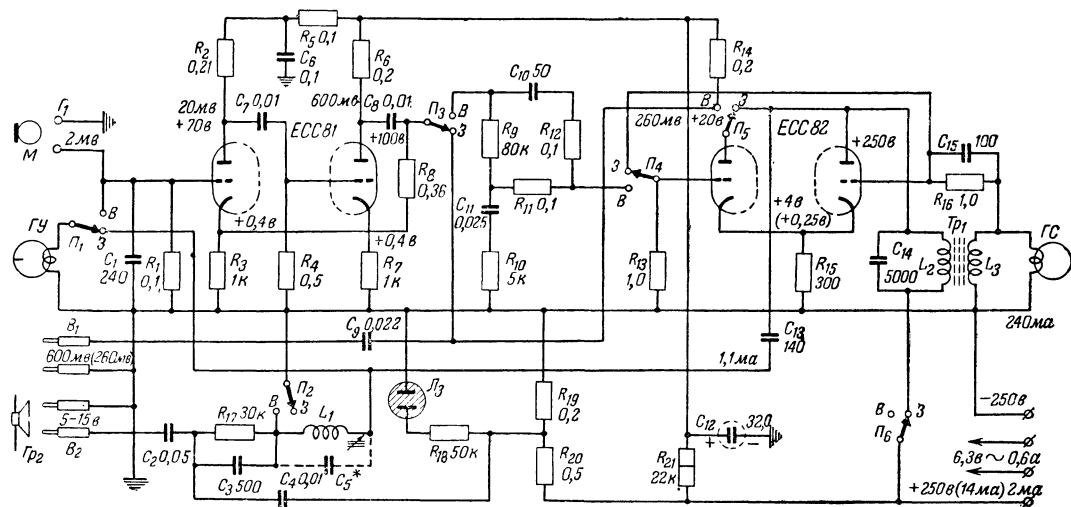 R2 0,21
R5 0,1
C6 0,1
R6 0,2
R14 0,2
C10 50
20мв +70в
C7 0,01
ECC81
600мв
C8 0,01
+100в
П3
В
З
R9 80к
R12 0,1
260мв
В
З
+20в
П5
ECC82
+250в
C15 100
R16 1,0
Г1
2мв
М
R8 0,36
З
П4
В
R11 0,1
C11 0,025
+4в (+0,25в)
Тр1
ГС
ГУ
П1
В
З
C1 240
R1 0,1
+0,4в
R3 1к
R4 0,5
+0,4в
R7 1к
R10 5к
R13 1,0
R15 300
C14 5000
L2
L3
240ма
B1
600мв(260мв)
C9 0,022
1,1ма
C13 140
5-15в
Гр2
B2
П2
В
З
R17 30к
L1
Л3
R18 50к
R19 0,2
C12 32,0
+
−
В
З
П6
−250в
6,3в ~ 0,6а
C2 0,05
C3 500
C4 0,01
C5*
R20 0,5
R21 22к
+250в (14ма) 2ма